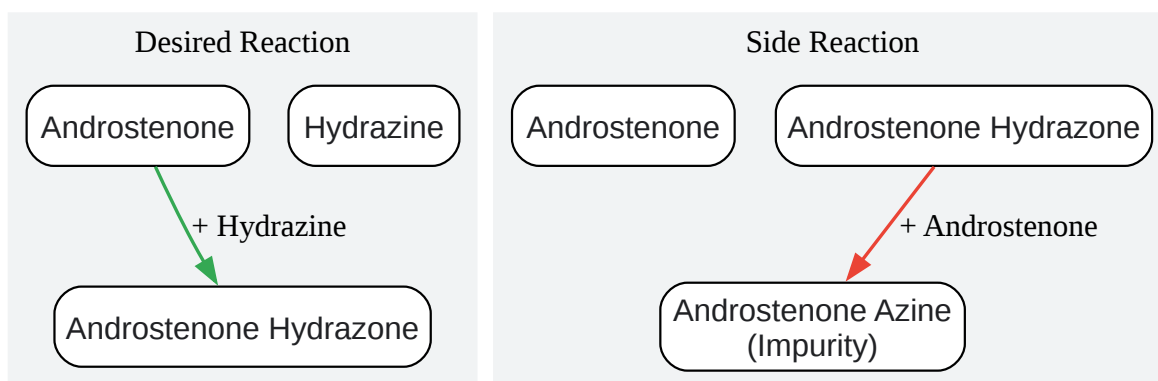 Desired Reaction
Androstenone
Hydrazine
+ Hydrazine
Androstenone Hydrazone
Side Reaction
Androstenone
Androstenone Hydrazone
+ Androstenone
Androstenone Azine
(Impurity)